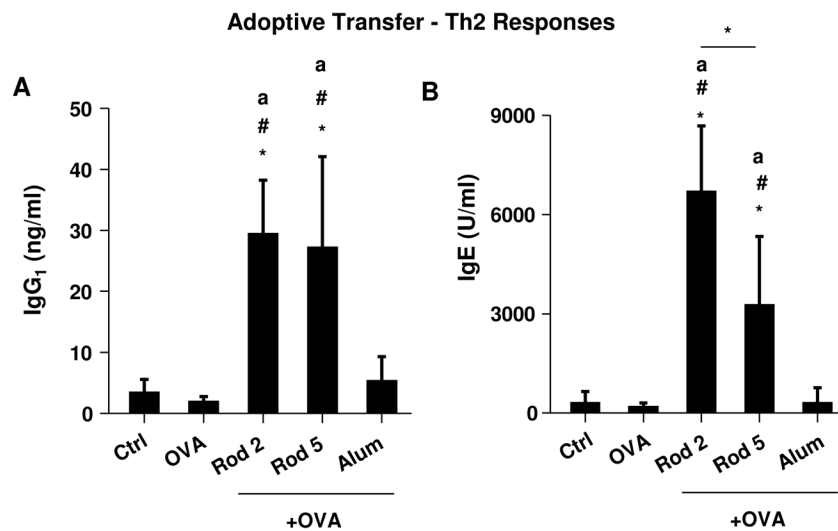 Adoptive Transfer - Th2 Responses
A
IgG₁ (ng/ml)
50
40
30
20
10
0
a
#
*
a
#
*
Ctrl
OVA
Rod 2
Rod 5
Alum
+OVA
B
IgE (U/ml)
9000
6000
3000
0
*
a
#
*
a
#
*
Ctrl
OVA
Rod 2
Rod 5
Alum
+OVA